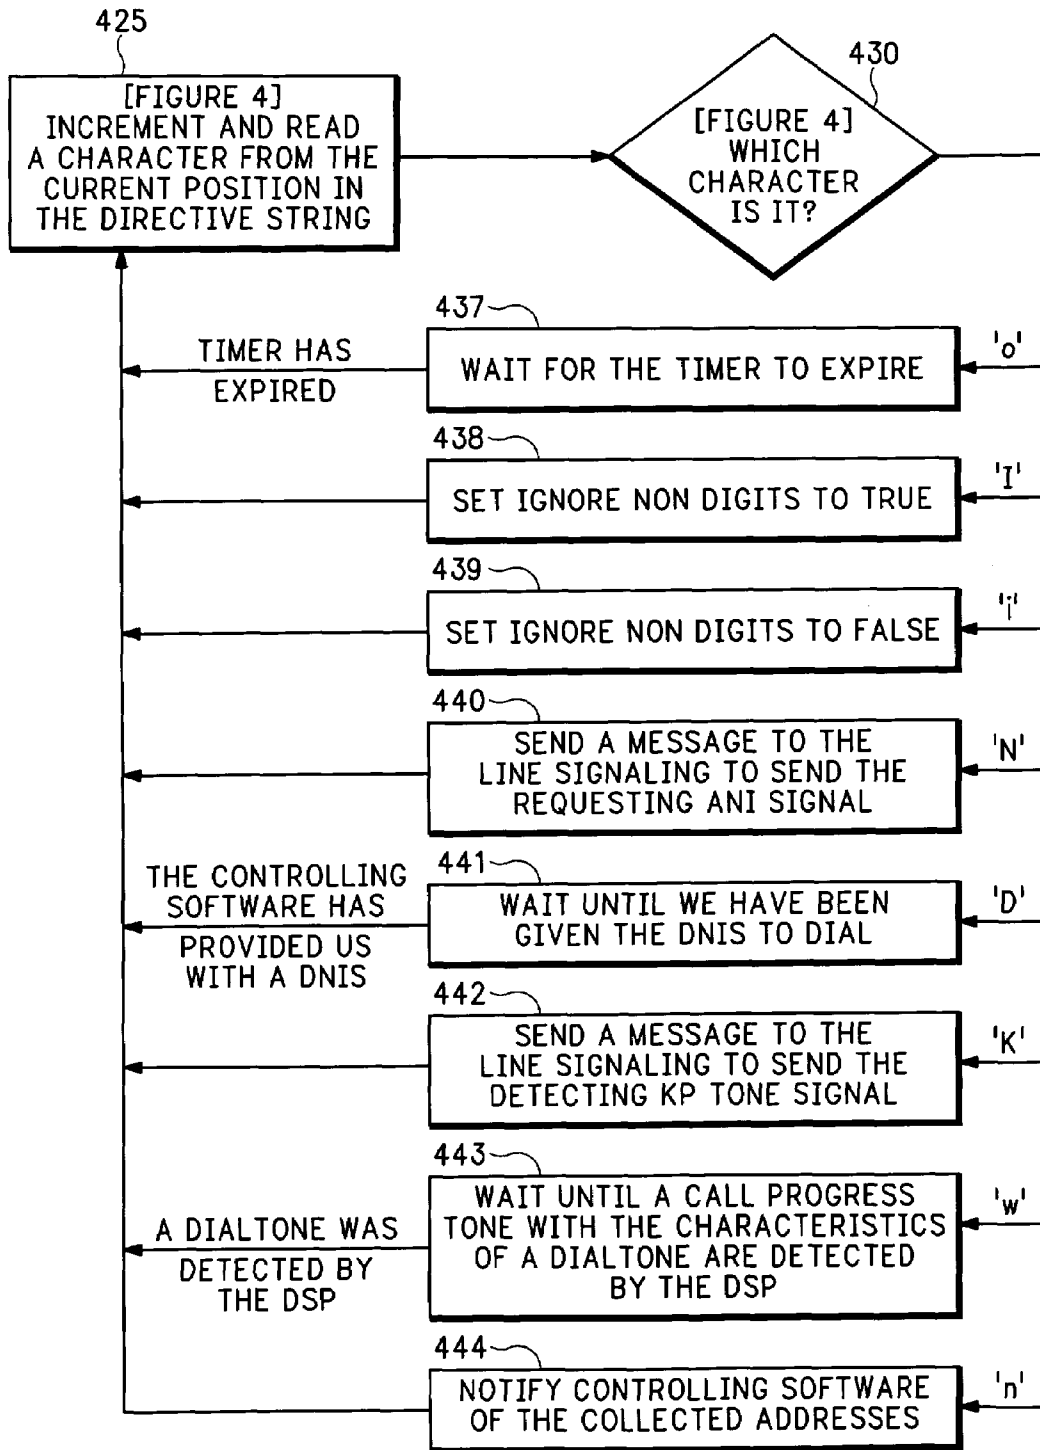 425
[FIGURE 4]
INCREMENT AND READ
A CHARACTER FROM THE
CURRENT POSITION IN
THE DIRECTIVE STRING
430
[FIGURE 4]
WHICH
CHARACTER
IS IT?
437
TIMER HAS
EXPIRED
WAIT FOR THE TIMER TO EXPIRE
'o'
438
SET IGNORE NON DIGITS TO TRUE
'I'
439
SET IGNORE NON DIGITS TO FALSE
'i'
440
SEND A MESSAGE TO THE
LINE SIGNALING TO SEND THE
REQUESTING ANI SIGNAL
'N'
441
THE CONTROLLING
SOFTWARE HAS
PROVIDED US
WITH A DNIS
WAIT UNTIL WE HAVE BEEN
GIVEN THE DNIS TO DIAL
'D'
442
SEND A MESSAGE TO THE
LINE SIGNALING TO SEND THE
DETECTING KP TONE SIGNAL
'K'
443
A DIALTONE WAS
DETECTED BY
THE DSP
WAIT UNTIL A CALL PROGRESS
TONE WITH THE CHARACTERISTICS
OF A DIALTONE ARE DETECTED
BY THE DSP
'w'
444
NOTIFY CONTROLLING SOFTWARE
OF THE COLLECTED ADDRESSES
'n'